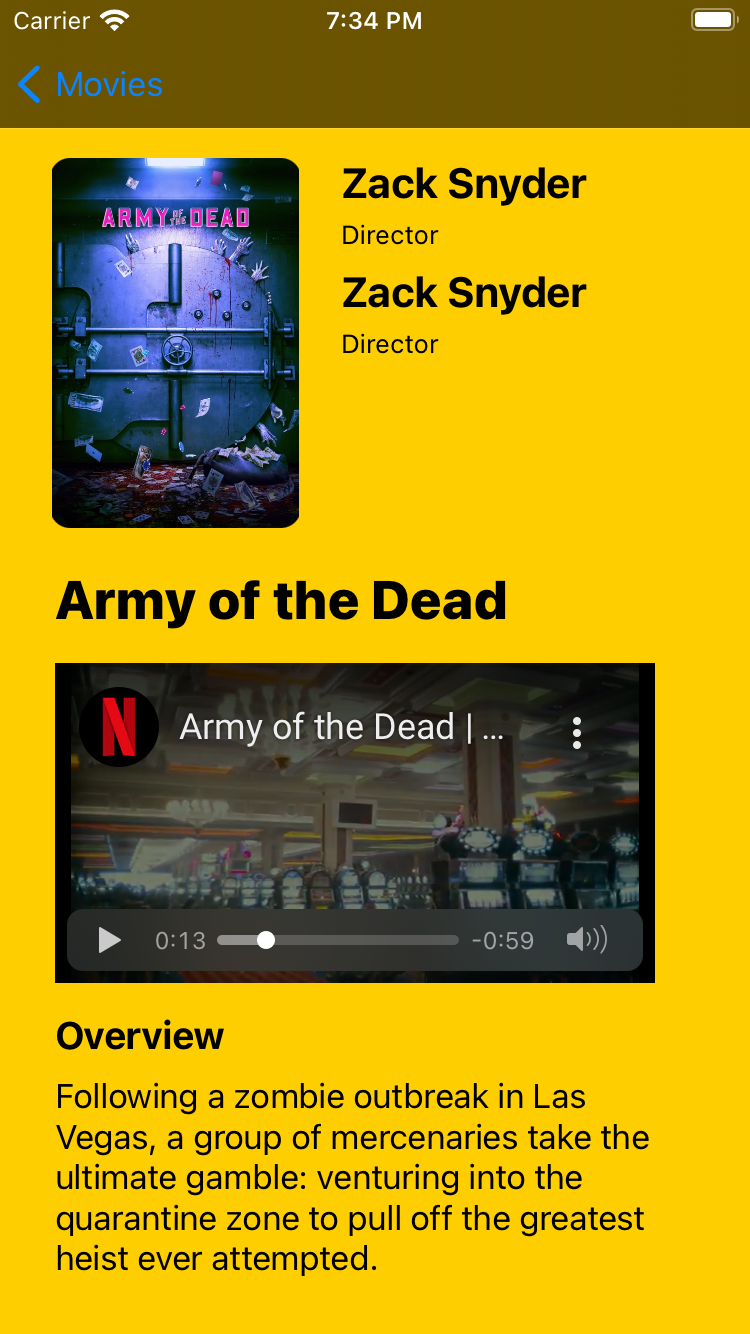 Carrier 7:34 PM
Movies
ARMY OF THE DEAD
Zack Snyder
Director
Zack Snyder
Director
Army of the Dead
N
Army of the Dead | ...
0:13 -0:59
Overview
Following a zombie outbreak in Las
Vegas, a group of mercenaries take the
ultimate gamble: venturing into the
quarantine zone to pull off the greatest
heist ever attempted.